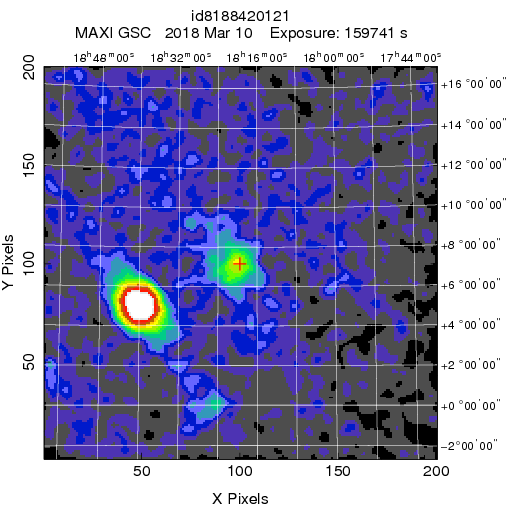 id8188420121
MAXI GSC 2018 Mar 10 Exposure: 159741 s
18ʰ48ᵐ00ˢ 18ʰ32ᵐ00ˢ 18ʰ16ᵐ00ˢ 18ʰ00ᵐ00ˢ 17ʰ44ᵐ00ˢ
200
150
100
50
Y Pixels
+16°00'00"
+14°00'00"
+12°00'00"
+10°00'00"
+8°00'00"
+6°00'00"
+4°00'00"
+2°00'00"
+0°00'00"
-2°00'00"
50 100 150 200
X Pixels